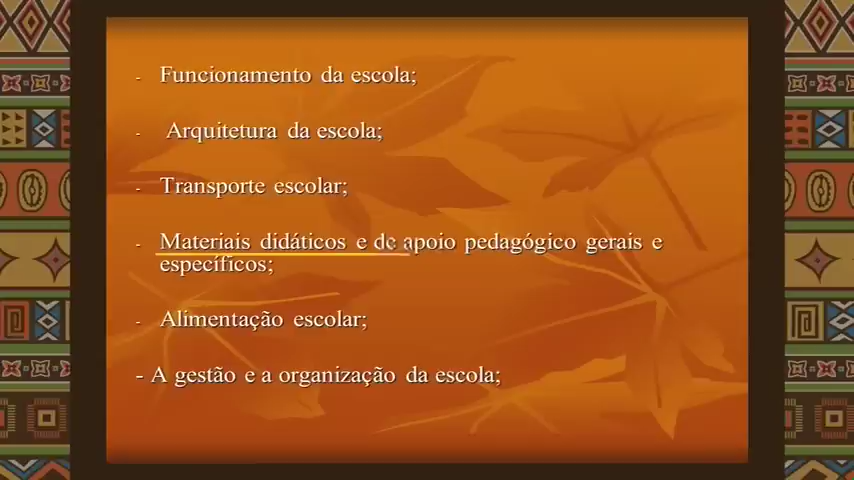 - Funcionamento da escola;
- Arquitetura da escola;
- Transporte escolar;
- Materiais didáticos e de apoio pedagógico gerais e
específicos;
- Alimentação escolar;
- A gestão e a organização da escola;